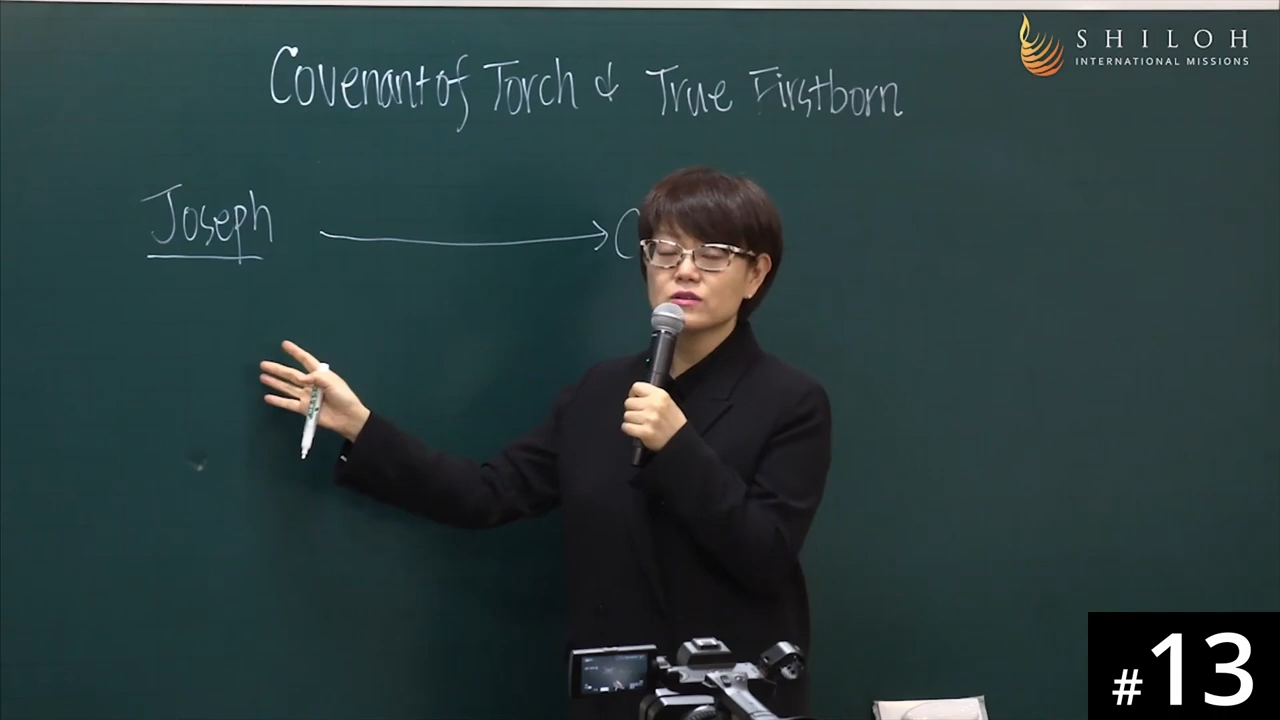 SHILOH
INTERNATIONAL MISSIONS
Covenant of Torch & True Firstborn
Joseph
#13